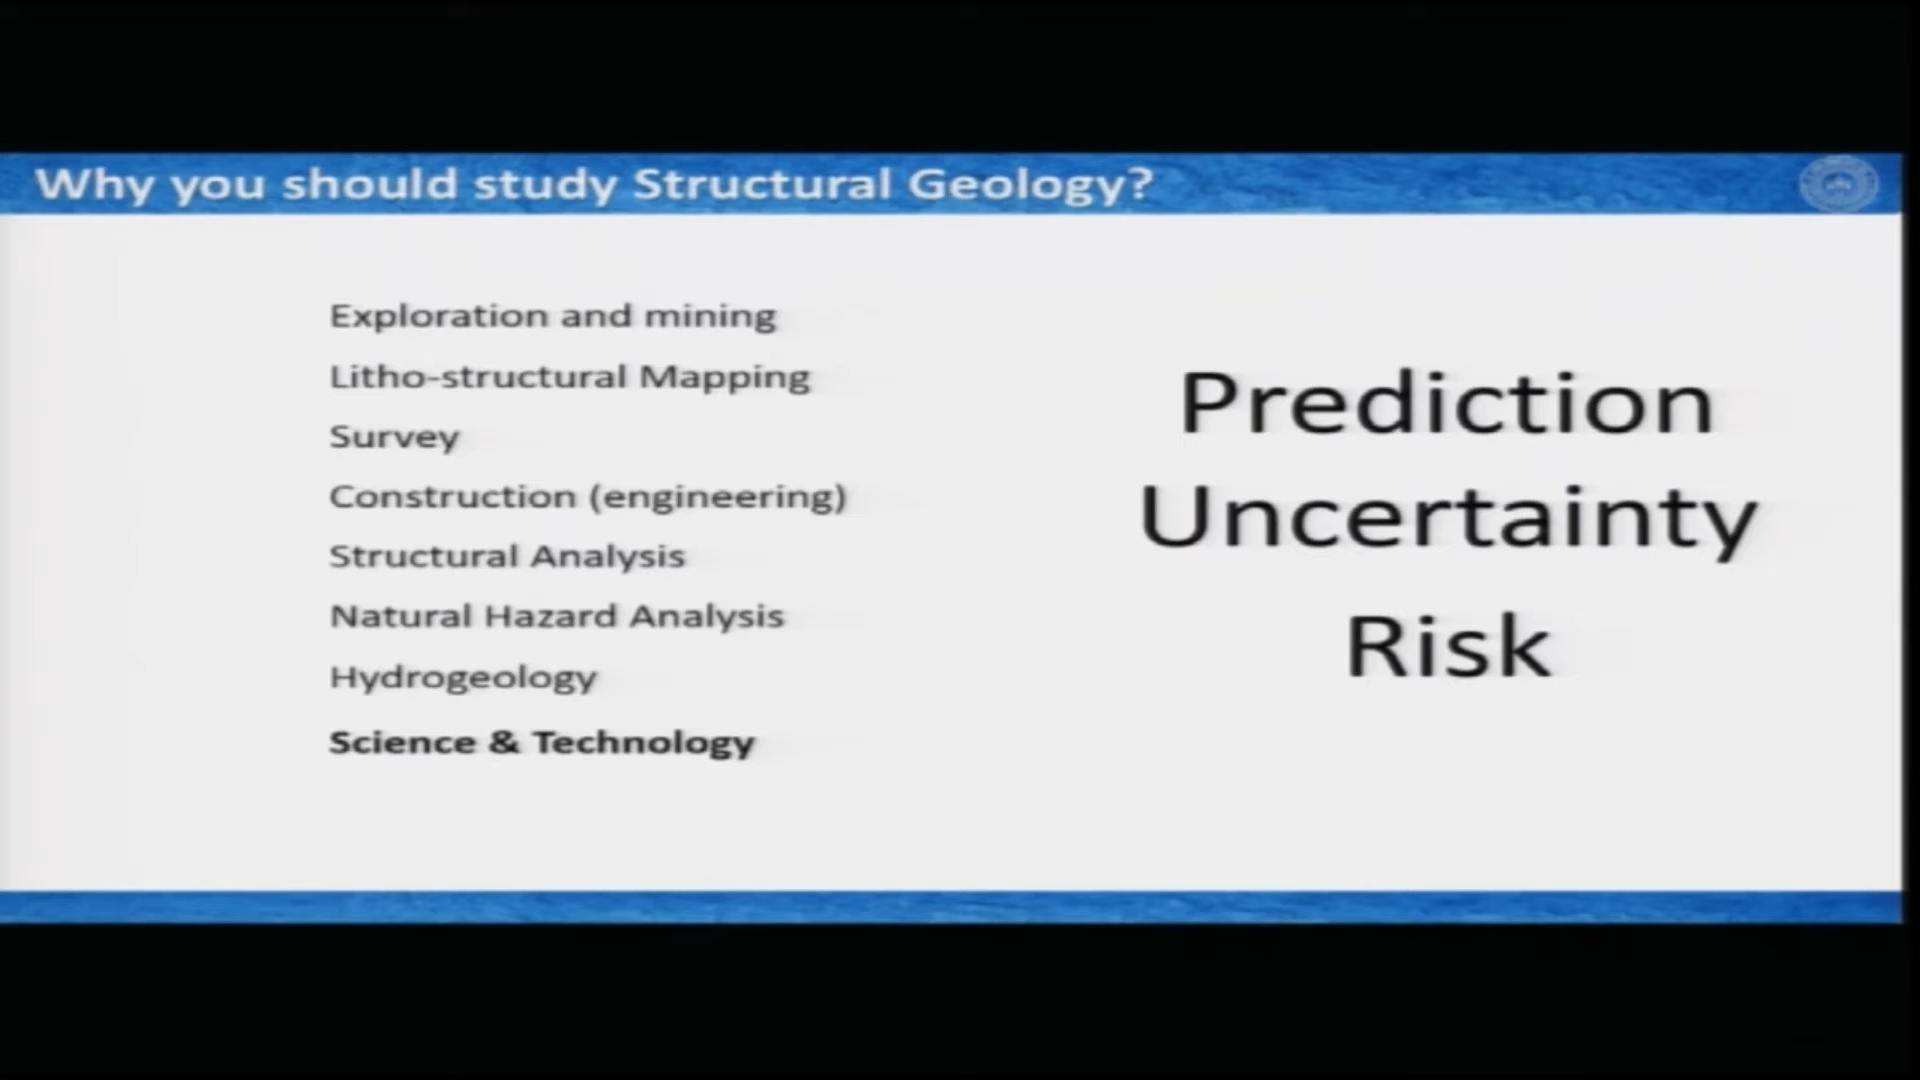 Why you should study Structural Geology?
Exploration and mining
Litho-structural Mapping
Survey
Construction (engineering)
Structural Analysis
Natural Hazard Analysis
Hydrogeology
Science & Technology
Prediction
Uncertainty
Risk